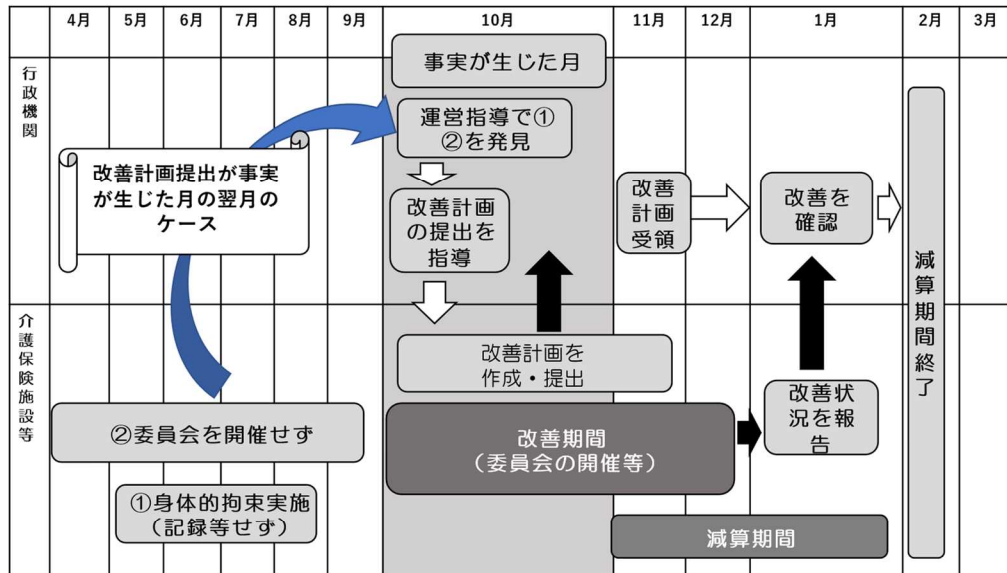 4月 5月 6月 7月 8月 9月 10月 11月 12月 1月 2月 3月
行政機関
事実が生じた月
運営指導で①
②を発見
改善計画提出が事実
が生じた月の翌月の
ケース
改善計画
の提出を
指導
改善
計画
受領
改善を
確認
減算期間終了
介護保険施設等
改善計画を
作成・提出
②委員会を開催せず
改善期間
（委員会の開催等）
改善状
況を報
告
①身体的拘束実施
（記録等せず）
減算期間